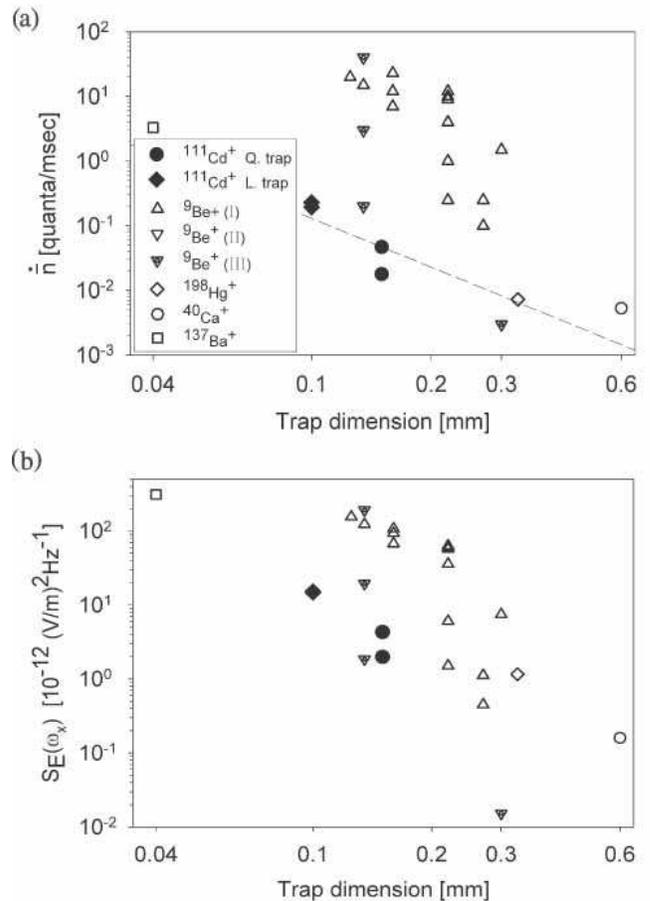 (a)
10²
10¹
10⁰
10⁻¹
10⁻²
10⁻³
n̄̇ [quanta/msec]
¹¹¹Cd⁺ Q. trap
¹¹¹Cd⁺ L. trap
⁹Be+ (I)
⁹Be⁺ (II)
⁹Be⁺ (III)
¹⁹⁸Hg⁺
⁴⁰Ca⁺
¹³⁷Ba⁺
0.04 0.1 0.2 0.3 0.6
Trap dimension [mm]
(b)
10²
10¹
10⁰
10⁻¹
10⁻²
S_E(ω_x) [10⁻¹² (V/m)²Hz⁻¹]
0.04 0.1 0.2 0.3 0.6
Trap dimension [mm]